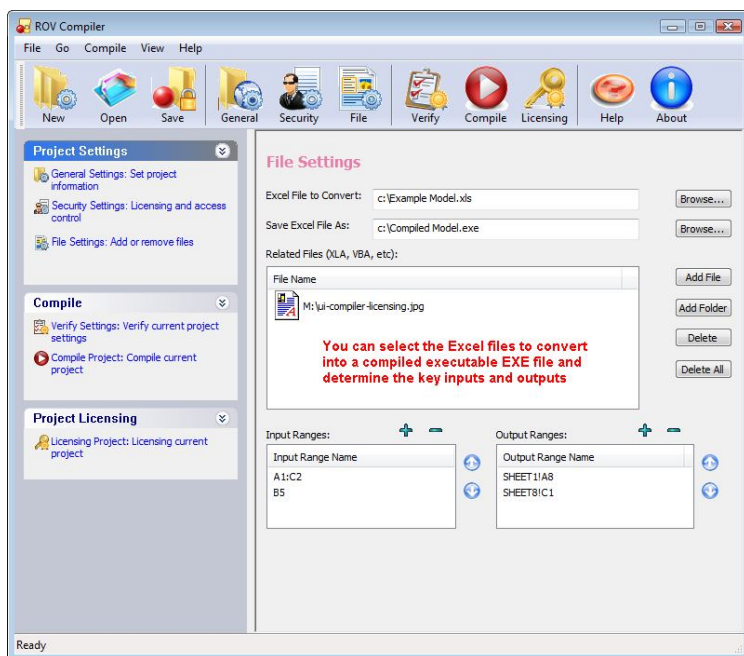 ROV Compiler
File Go Compile View Help
New Open Save General Security File Verify Compile Licensing Help About
Project Settings
General Settings: Set project
information
Security Settings: Licensing and access
control
File Settings: Add or remove files
Compile
Verify Settings: Verify current project
settings
Compile Project: Compile current
project
Project Licensing
Licensing Project: Licensing current
project
File Settings
Excel File to Convert: c:\Example Model.xls Browse...
Save Excel File As: c:\Compiled Model.exe Browse...
Related Files (XLA, VBA, etc):
File Name
M:\ui-compiler-licensing.jpg
You can select the Excel files to convert
into a compiled executable EXE file and
determine the key inputs and outputs
Add File
Add Folder
Delete
Delete All
Input Ranges:
Input Range Name
A1:C2
B5
Output Ranges:
Output Range Name
SHEET1!A8
SHEET8!C1
Ready